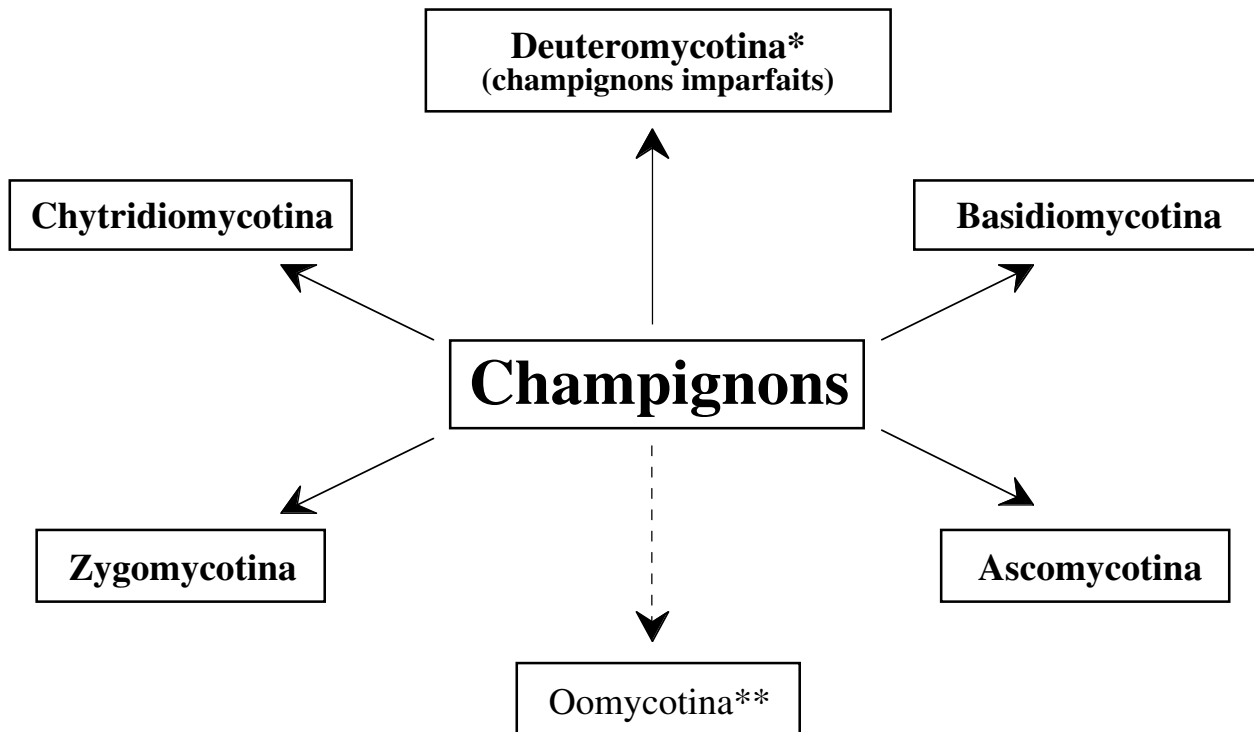 Deuteromycotina*
(champignons imparfaits)
Chytridiomycotina
Basidiomycotina
Champignons
Zygomycotina
Ascomycotina
Oomycotina**